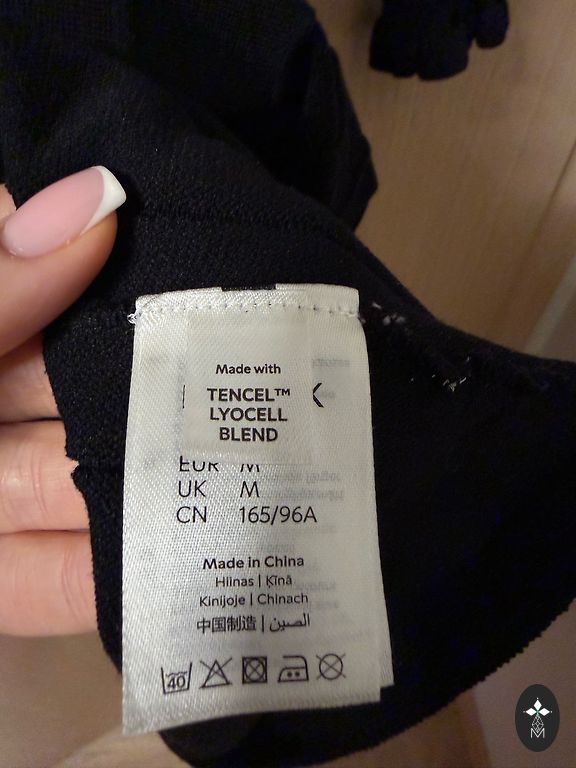 Made with
TENCEL™
LYOCELL
BLEND
EUR M
UK M
CN 165/96A
Made in China
Hiinas | Ķīnā
Kinijoje | Chinach
中国制造 | الصين
40
M